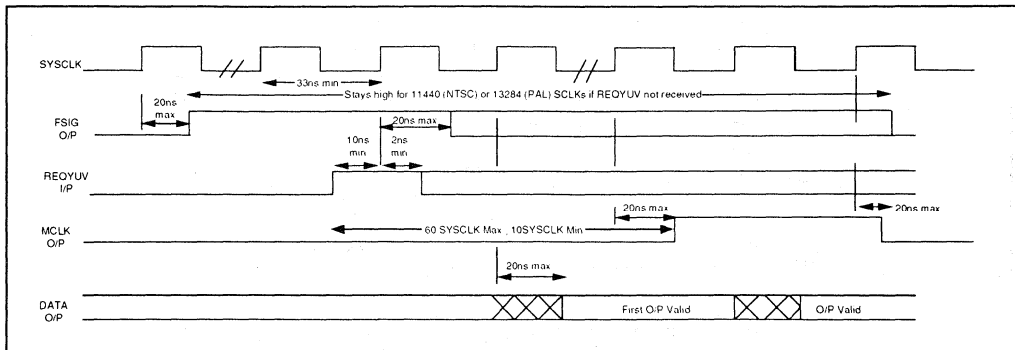 SYSCLK
33ns min
Stays high for 11440 (NTSC) or 13284 (PAL) SCLKs if REQYUV not received
20ns
max
FSIG
O/P
20ns max
10ns
min
2ns
min
REQYUV
I/P
20ns max
20ns max
MCLK
O/P
60 SYSCLK Max , 10SYSCLK Min
20ns max
DATA
O/P
First O/P Valid
O/P Valid